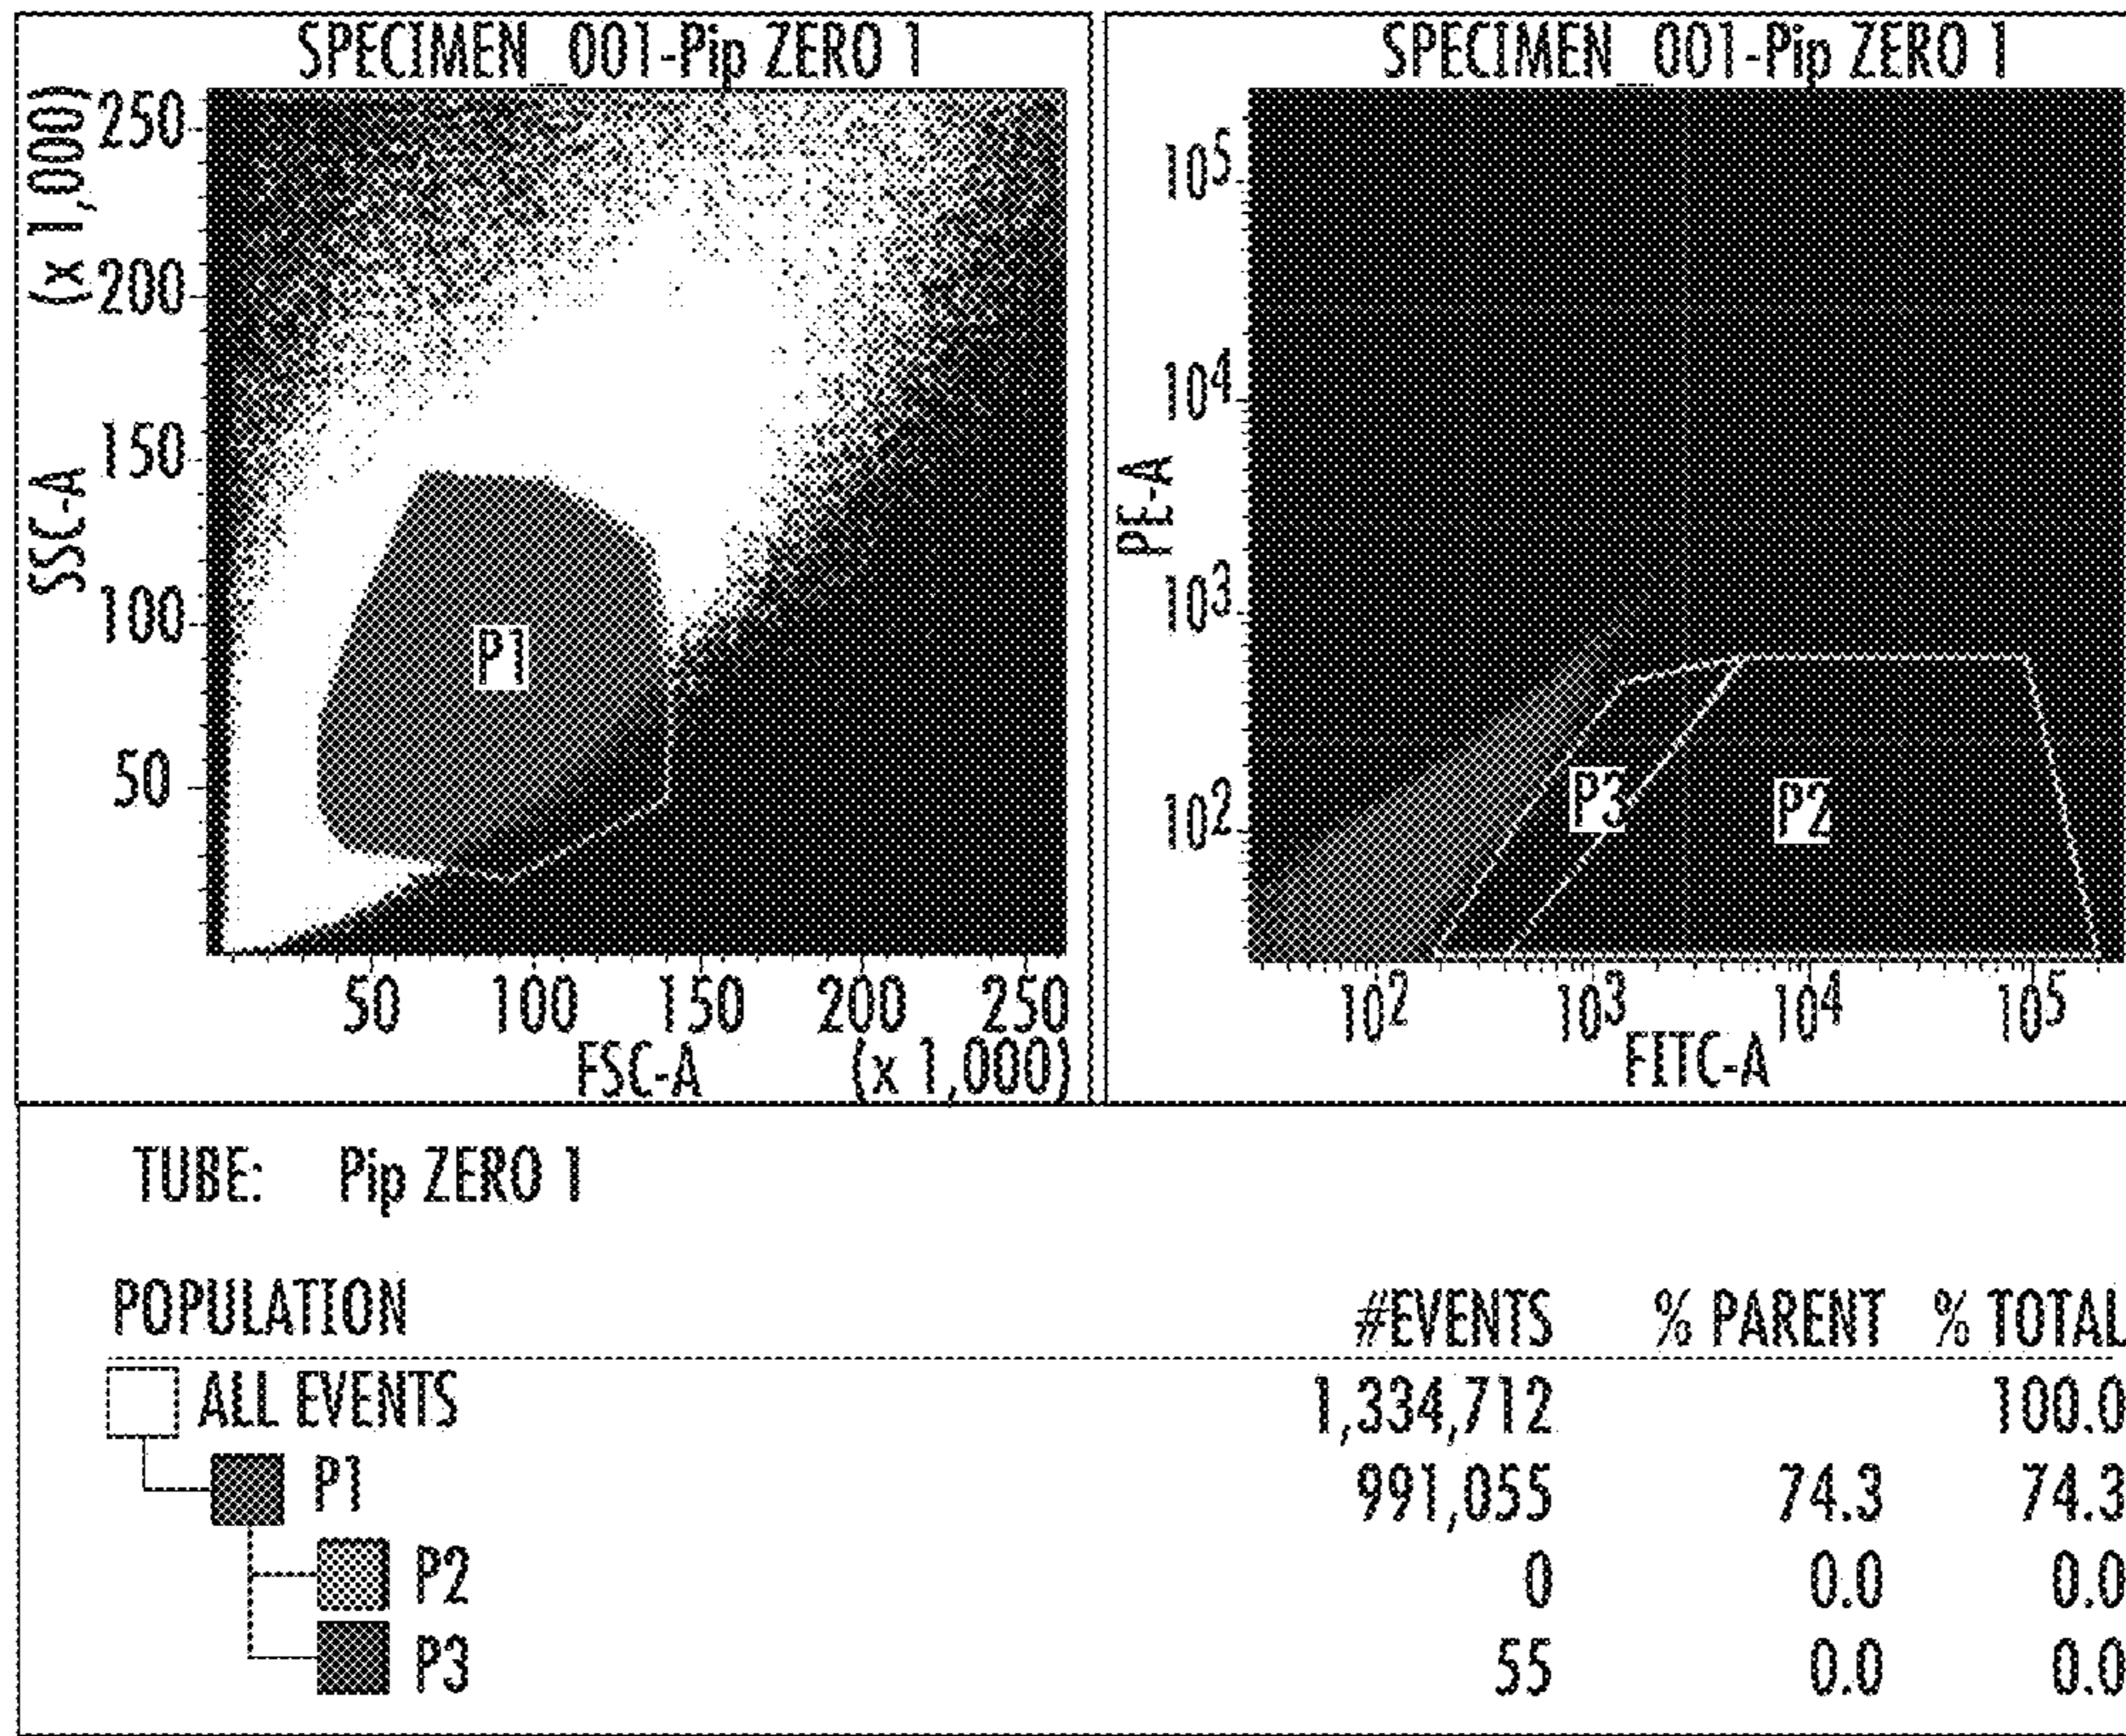 SPECIMEN_001-Pip ZERO 1
SSC-A (x 1,000)
250
200
150
100
50
P1
50 100 150 200 250
FSC-A (x 1,000)
SPECIMEN_001-Pip ZERO 1
PE-A
10^5
10^4
10^3
10^2
P3 P2
10^2 10^3 10^4 10^5
FITC-A
TUBE: Pip ZERO 1
POPULATION #EVENTS % PARENT % TOTAL
ALL EVENTS 1,334,712 100.0
P1 991,055 74.3 74.3
P2 0 0.0 0.0
P3 55 0.0 0.0